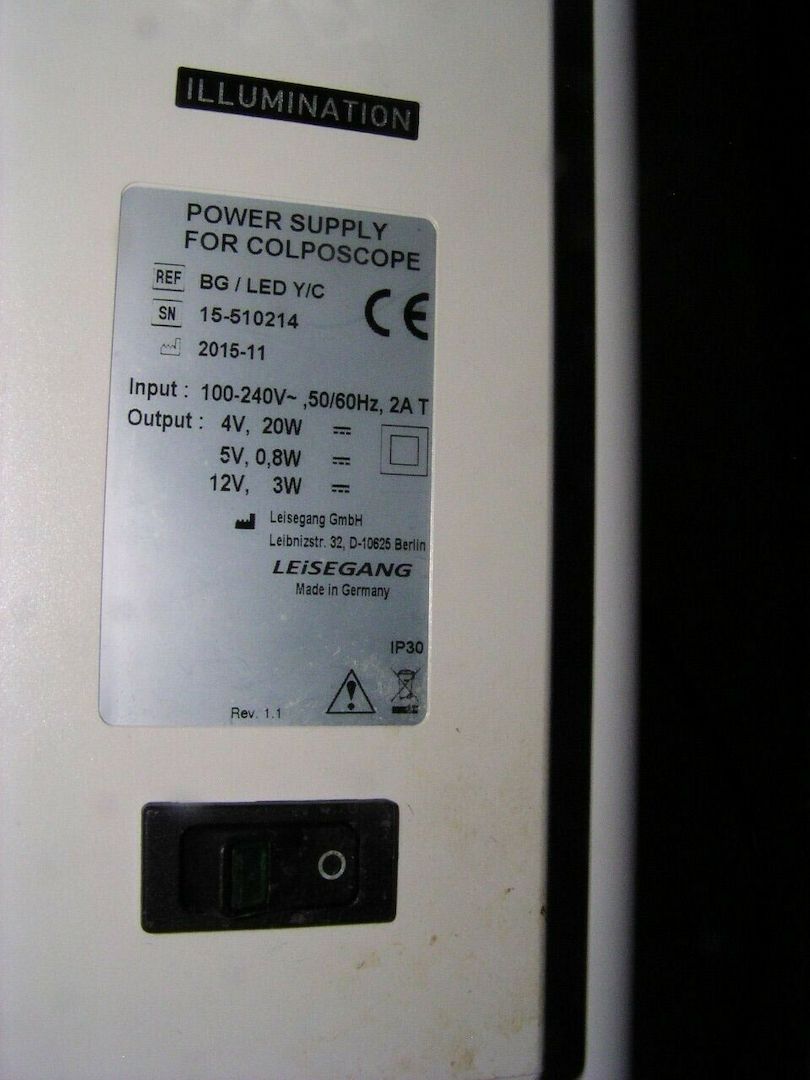 ILLUMINATION
POWER SUPPLY
FOR COLPOSCOPE
REF BG / LED Y/C
SN 15-510214
CE
2015-11
Input : 100-240V~ ,50/60Hz, 2A T
Output : 4V, 20W
5V, 0,8W
12V, 3W
Leisegang GmbH
Leibnizstr. 32, D-10625 Berlin
LEiSEGANG
Made in Germany
IP30
Rev. 1.1